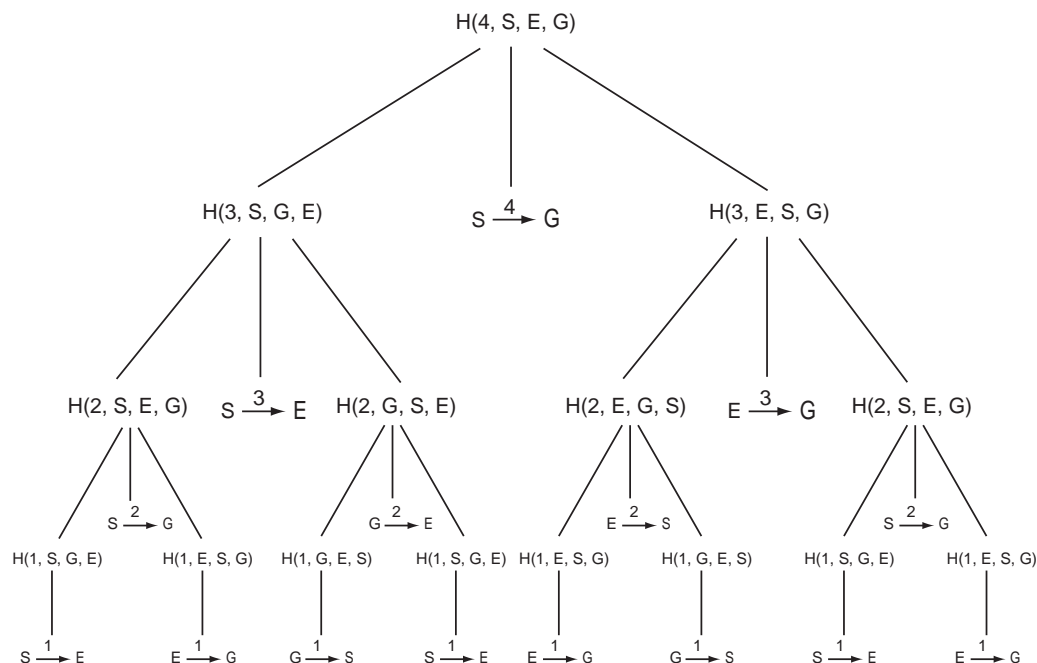 H(4, S, E, G)
H(3, S, G, E)
S 4 G
H(3, E, S, G)
H(2, S, E, G)
S 3 E
H(2, G, S, E)
H(2, E, G, S)
E 3 G
H(2, S, E, G)
S 2 G
G 2 E
E 2 S
S 2 G
H(1, S, G, E)
H(1, E, S, G)
H(1, G, E, S)
H(1, S, G, E)
H(1, E, S, G)
H(1, G, E, S)
H(1, S, G, E)
H(1, E, S, G)
S 1 E
E 1 G
G 1 S
S 1 E
E 1 G
G 1 S
S 1 E
E 1 G